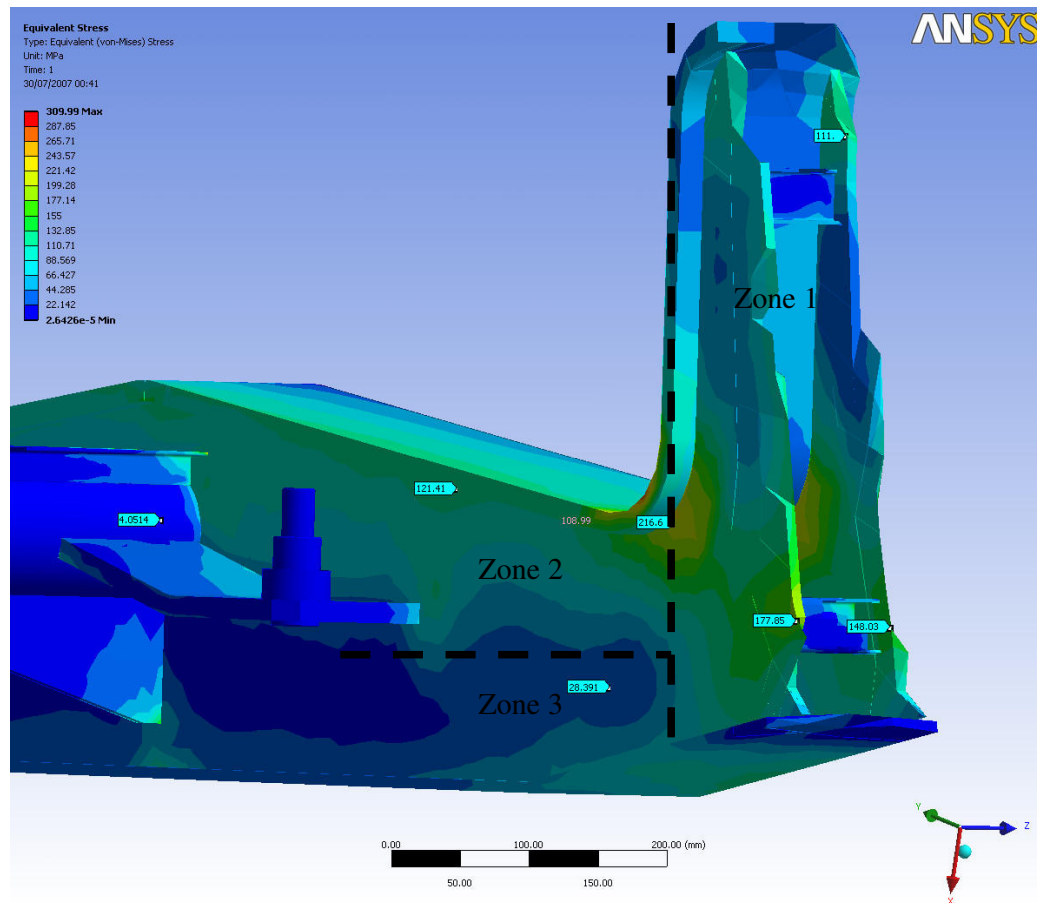 Equivalent Stress
Type: Equivalent (von-Mises) Stress
Unit: MPa
Time: 1
30/07/2007 00:41
ANSYS
309.99 Max
287.85
265.71
243.57
221.42
199.28
177.14
155
132.85
110.71
88.569
66.427
44.285
22.142
2.6426e-5 Min
111.
Zone 1
121.41
4.0514
108.99
216.6
Zone 2
177.85
148.03
28.391
Zone 3
0.00
100.00
200.00 (mm)
50.00
150.00
Y
Z
X